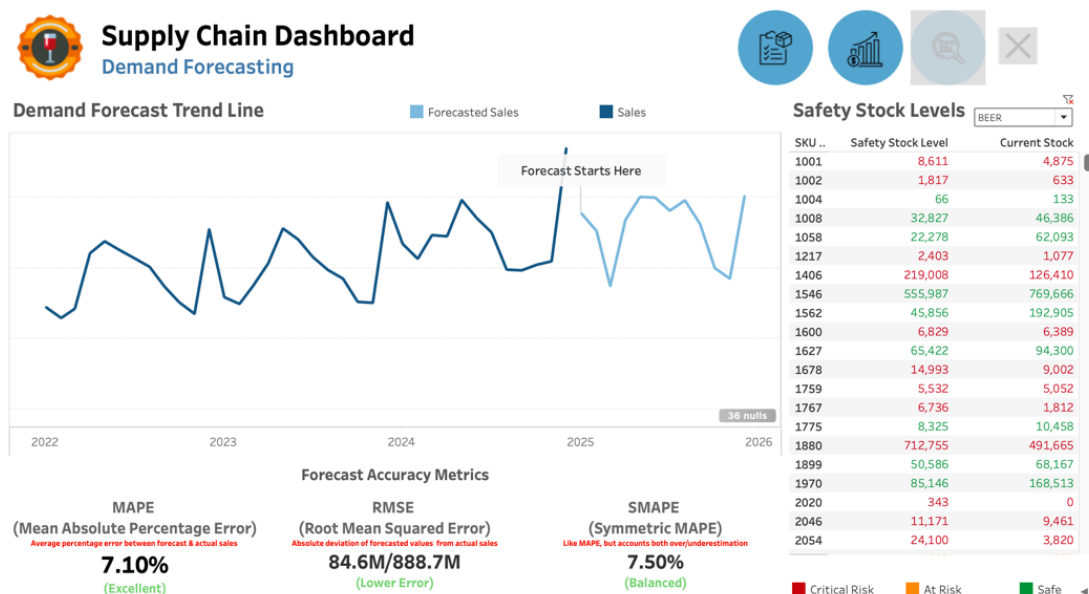 Supply Chain Dashboard
Demand Forecasting
Demand Forecast Trend Line
Forecasted Sales
Sales
Forecast Starts Here
36 nulls
2022 2023 2024 2025 2026
Safety Stock Levels
BEER
SKU .. Safety Stock Level Current Stock
1001 8,611 4,875
1002 1,817 633
1004 66 133
1008 32,827 46,386
1058 22,278 62,093
1217 2,403 1,077
1406 219,008 126,410
1546 555,987 769,666
1562 45,856 192,905
1600 6,829 6,389
1627 65,422 94,300
1678 14,993 9,002
1759 5,532 5,052
1767 6,736 1,812
1775 8,325 10,458
1880 712,755 491,665
1899 50,586 68,167
1970 85,146 168,513
2020 343 0
2046 11,171 9,461
2054 24,100 3,820
Critical Risk
At Risk
Safe
Forecast Accuracy Metrics
MAPE
(Mean Absolute Percentage Error)
Average percentage error between forecast & actual sales
7.10%
(Excellent)
RMSE
(Root Mean Squared Error)
Absolute deviation of forecasted values from actual sales
84.6M/888.7M
(Lower Error)
SMAPE
(Symmetric MAPE)
Like MAPE, but accounts both over/underestimation
7.50%
(Balanced)